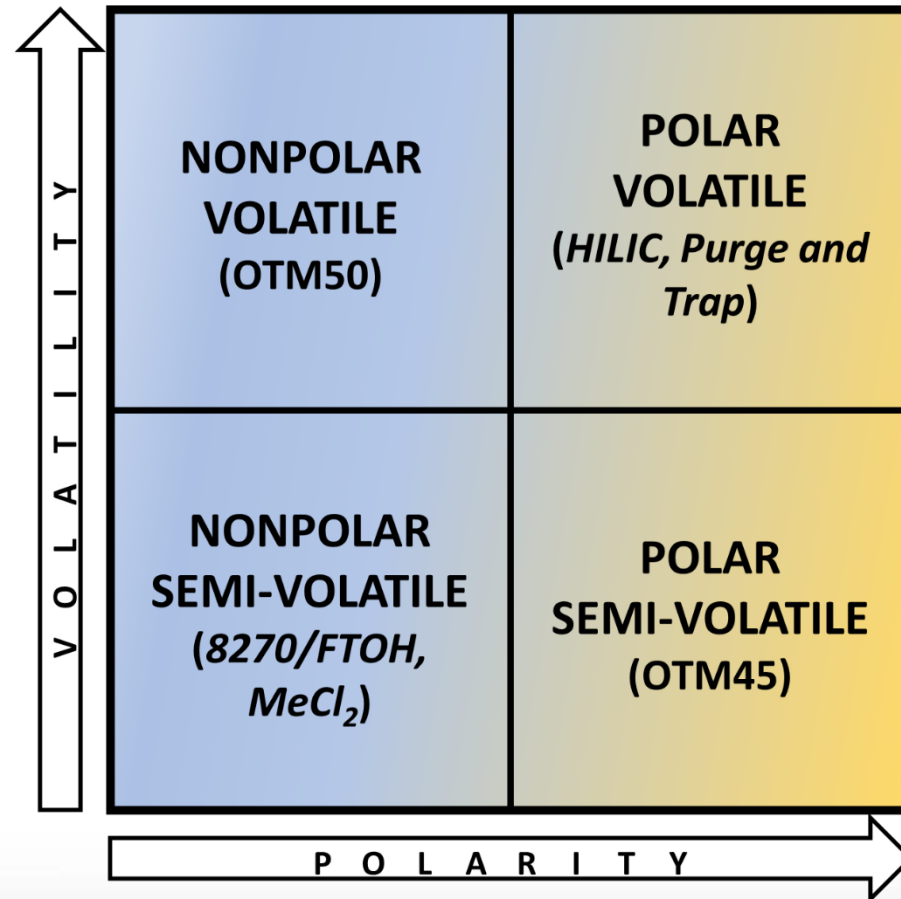 VOLATILITY
NONPOLAR
VOLATILE
(OTM50)
POLAR
VOLATILE
(HILIC, Purge and
Trap)
NONPOLAR
SEMI-VOLATILE
(8270/FTOH,
MeCl₂)
POLAR
SEMI-VOLATILE
(OTM45)
POLARITY